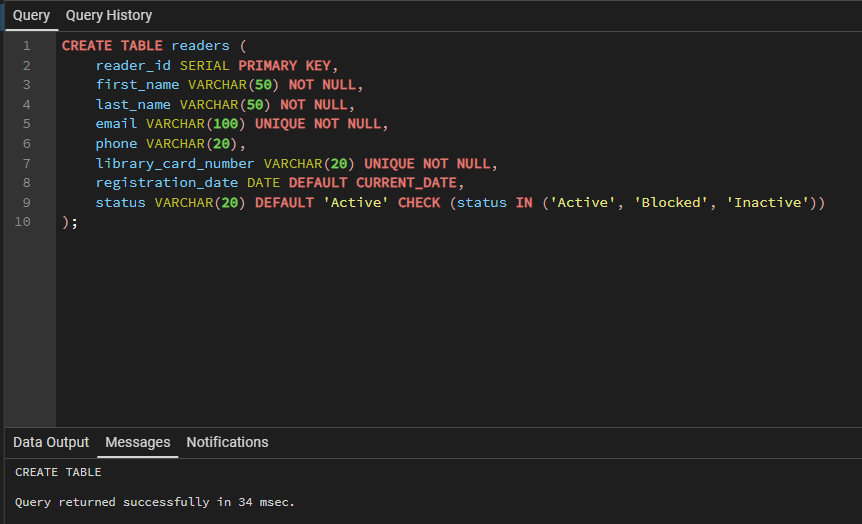 Query Query History
1 CREATE TABLE readers (
2     reader_id SERIAL PRIMARY KEY,
3     first_name VARCHAR(50) NOT NULL,
4     last_name VARCHAR(50) NOT NULL,
5     email VARCHAR(100) UNIQUE NOT NULL,
6     phone VARCHAR(20),
7     library_card_number VARCHAR(20) UNIQUE NOT NULL,
8     registration_date DATE DEFAULT CURRENT_DATE,
9     status VARCHAR(20) DEFAULT 'Active' CHECK (status IN ('Active', 'Blocked', 'Inactive'))
10 );
Data Output Messages Notifications
CREATE TABLE
Query returned successfully in 34 msec.